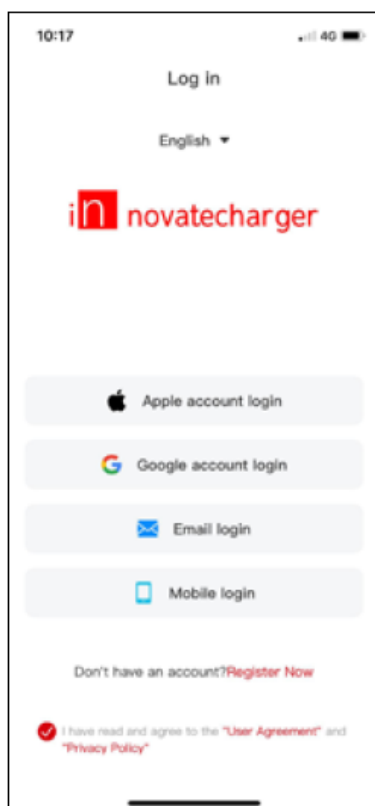 10:17
4G
Log in
English
in novatecharger
Apple account login
Google account login
Email login
Mobile login
Don't have an account?Register Now
I have read and agree to the "User Agreement" and
"Privacy Policy"